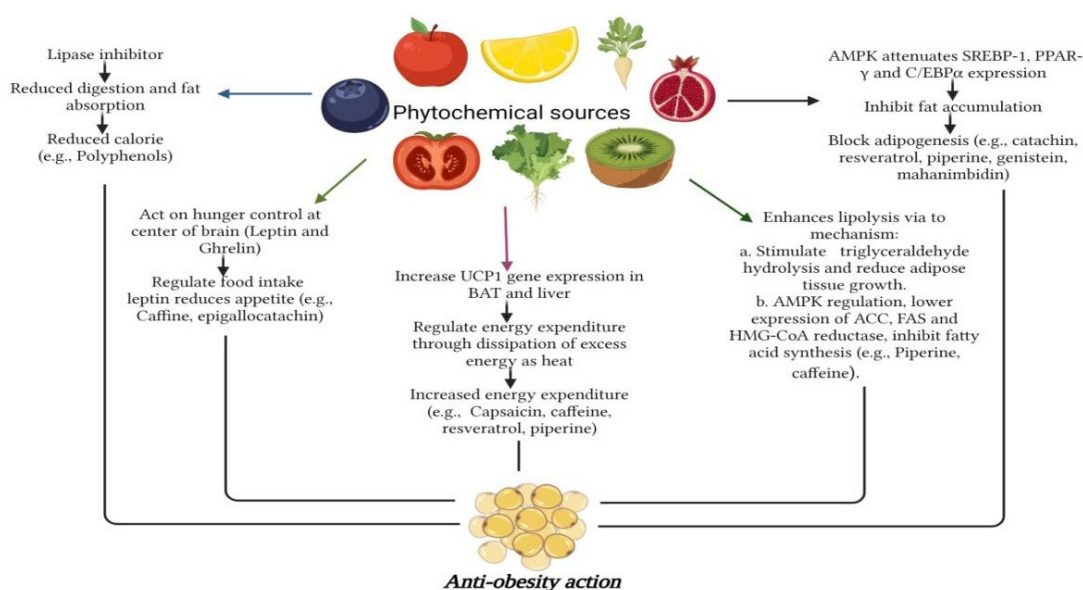 Phytochemical sources
Lipase inhibitor
Reduced digestion and fat
absorption
Reduced calorie
(e.g., Polyphenols)
Act on hunger control at
center of brain (Leptin and
Ghrelin)
Regulate food intake
leptin reduces appetite (e.g.,
Caffine, epigallocatachin)
Increase UCP1 gene expression in
BAT and liver
Regulate energy expenditure
through dissipation of excess
energy as heat
Increased energy expenditure
(e.g., Capsaicin, caffeine,
resveratrol, piperine)
Enhances lipolysis via to
mechanism:
a. Stimulate triglyceraldehyde
hydrolysis and reduce adipose
tissue growth.
b. AMPK regulation, lower
expression of ACC, FAS and
HMG-CoA reductase, inhibit fatty
acid synthesis (e.g., Piperine,
caffeine).
AMPK attenuates SREBP-1, PPAR-
γ and C/EBPα expression
Inhibit fat accumulation
Block adipogenesis (e.g., catachin,
resveratrol, piperine, genistein,
mahanimbidin)
Anti-obesity action